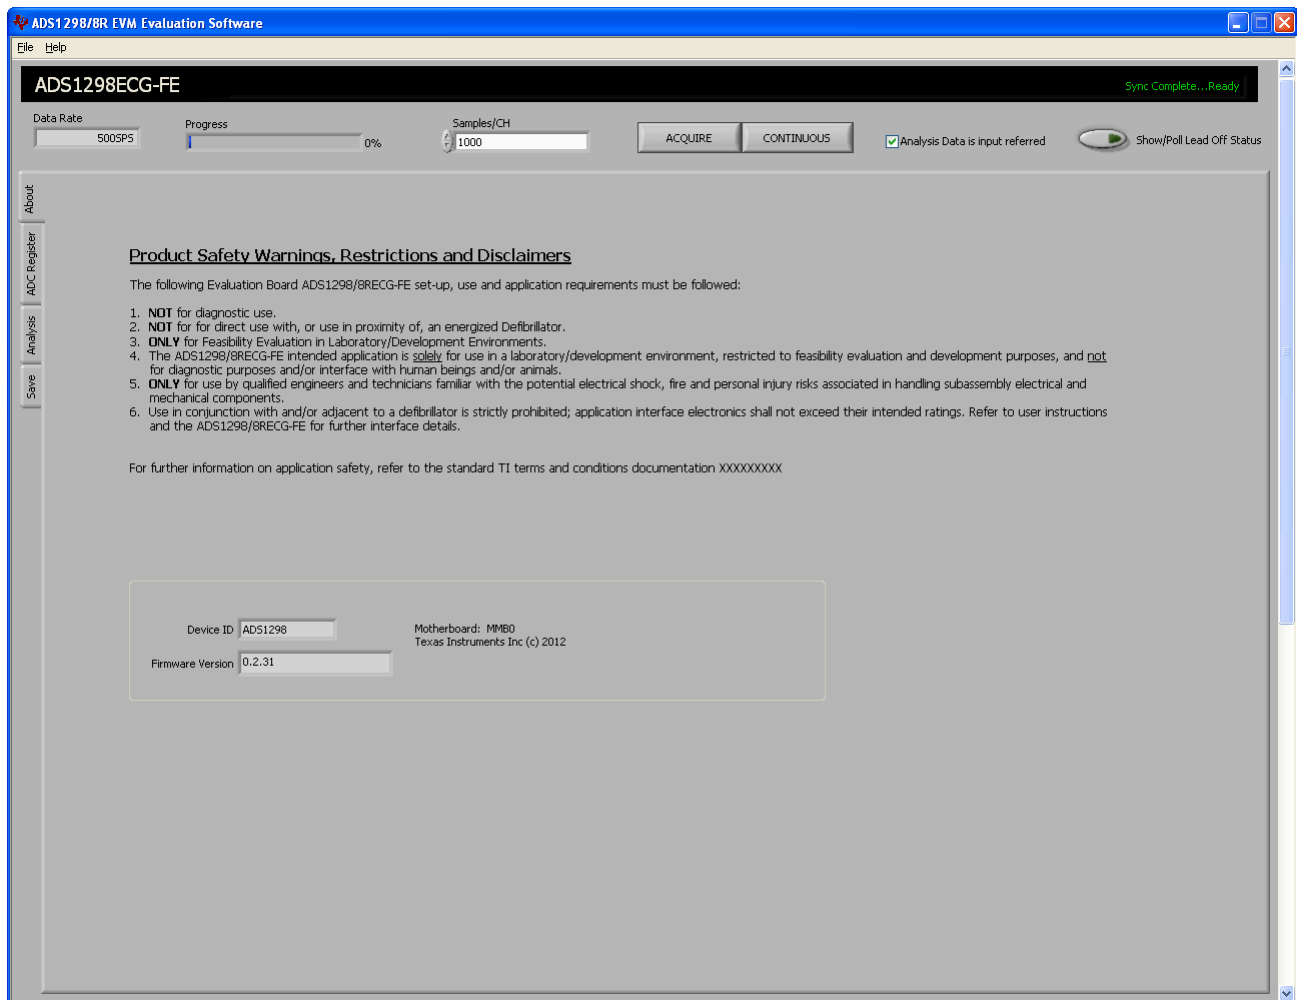 ADS1298/8R EVM Evaluation Software
File Help
ADS1298ECG-FE
Sync Complete...Ready
Data Rate
500SPS
Progress
0%
Samples/CH
1000
ACQUIRE
CONTINUOUS
Analysis Data is input referred
Show/Poll Lead Off Status
About
ADC Register
Analysis
Save
Product Safety Warnings, Restrictions and Disclaimers
The following Evaluation Board ADS1298/8RECG-FE set-up, use and application requirements must be followed:
1. NOT for diagnostic use.
2. NOT for for direct use with, or use in proximity of, an energized Defibrillator.
3. ONLY for Feasibility Evaluation in Laboratory/Development Environments.
4. The ADS1298/8RECG-FE intended application is solely for use in a laboratory/development environment, restricted to feasibility evaluation and development purposes, and not
for diagnostic purposes and/or interface with human beings and/or animals.
5. ONLY for use by qualified engineers and technicians familiar with the potential electrical shock, fire and personal injury risks associated in handling subassembly electrical and
mechanical components.
6. Use in conjunction with and/or adjacent to a defibrillator is strictly prohibited; application interface electronics shall not exceed their intended ratings. Refer to user instructions
and the ADS1298/8RECG-FE for further interface details.
For further information on application safety, refer to the standard TI terms and conditions documentation XXXXXXXXX
Device ID ADS1298
Firmware Version 0.2.31
Motherboard: MMB0
Texas Instruments Inc (c) 2012